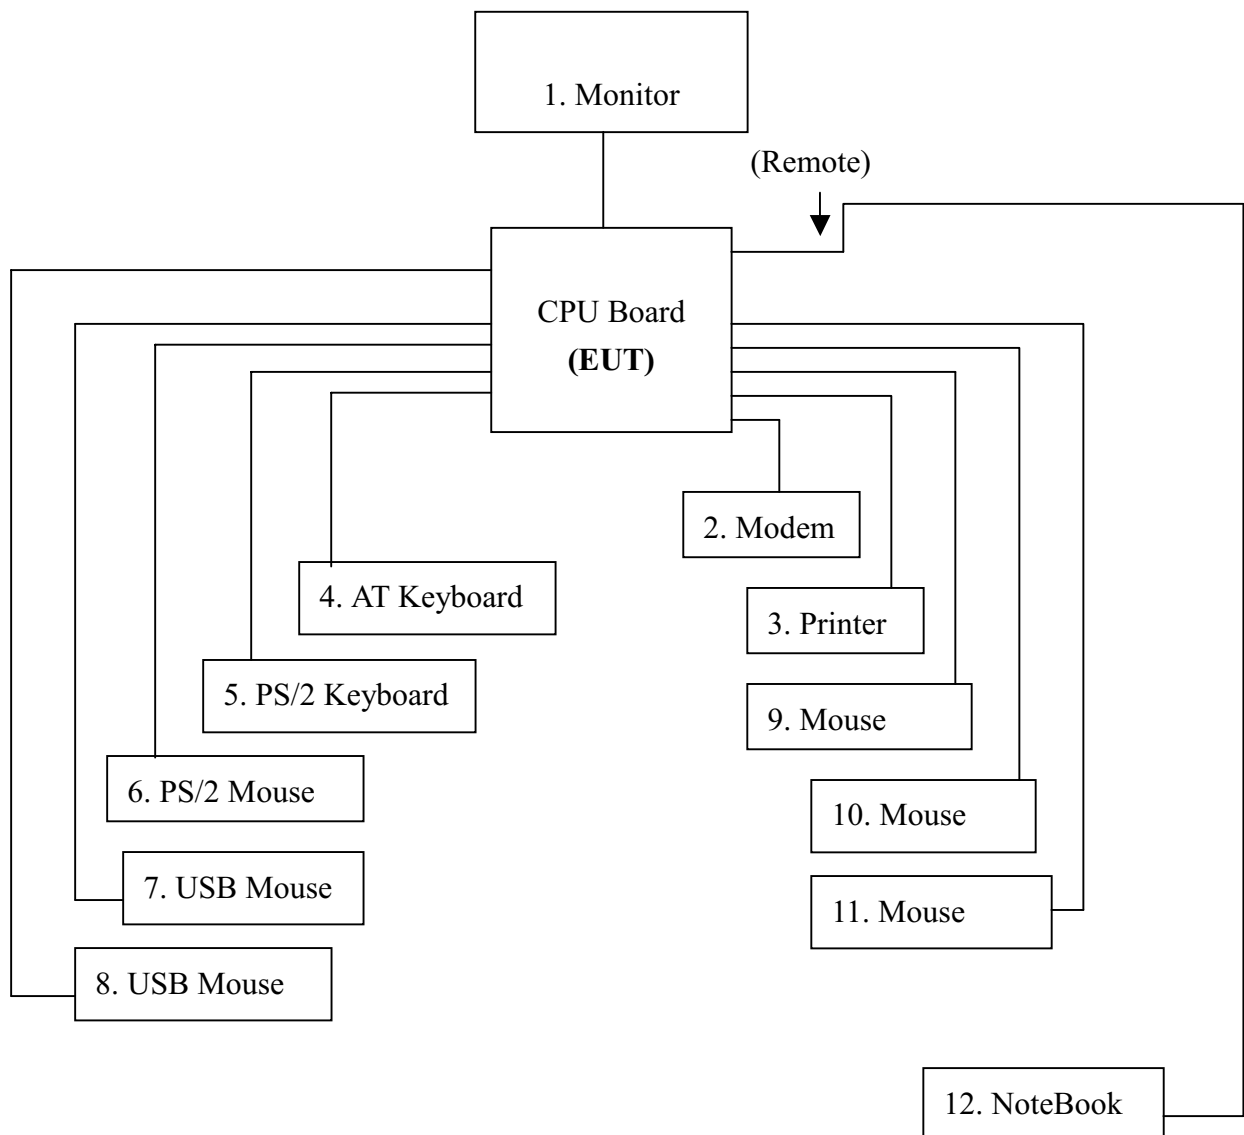 1. Monitor
(Remote)
CPU Board
(EUT)
2. Modem
4. AT Keyboard
3. Printer
5. PS/2 Keyboard
9. Mouse
6. PS/2 Mouse
10. Mouse
7. USB Mouse
11. Mouse
8. USB Mouse
12. NoteBook